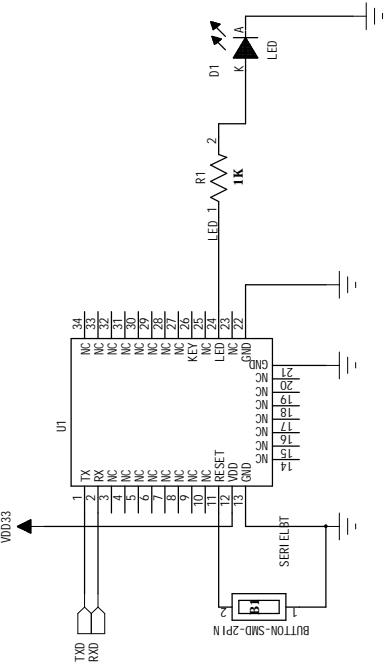 VDD33
TXD
RXD
U1
1 TX
2 RX
3 NC
4 NC
5 NC
6 NC
7 NC
8 NC
9 NC
10 NC
11 RESET
12 VDD
13 GND
34 NC
33 NC
32 NC
31 NC
30 NC
29 NC
28 NC
27 NC
26 KEY
25 NC
24 LED
23 NC
22 GND
GND 21
NC 20
NC 19
NC 18
NC 17
NC 16
NC 15
NC 14
SERIELBT
2 B1 1
BUTTON-SMD-2PIN
LED 1
R1
1K
2
D1
K A
LED